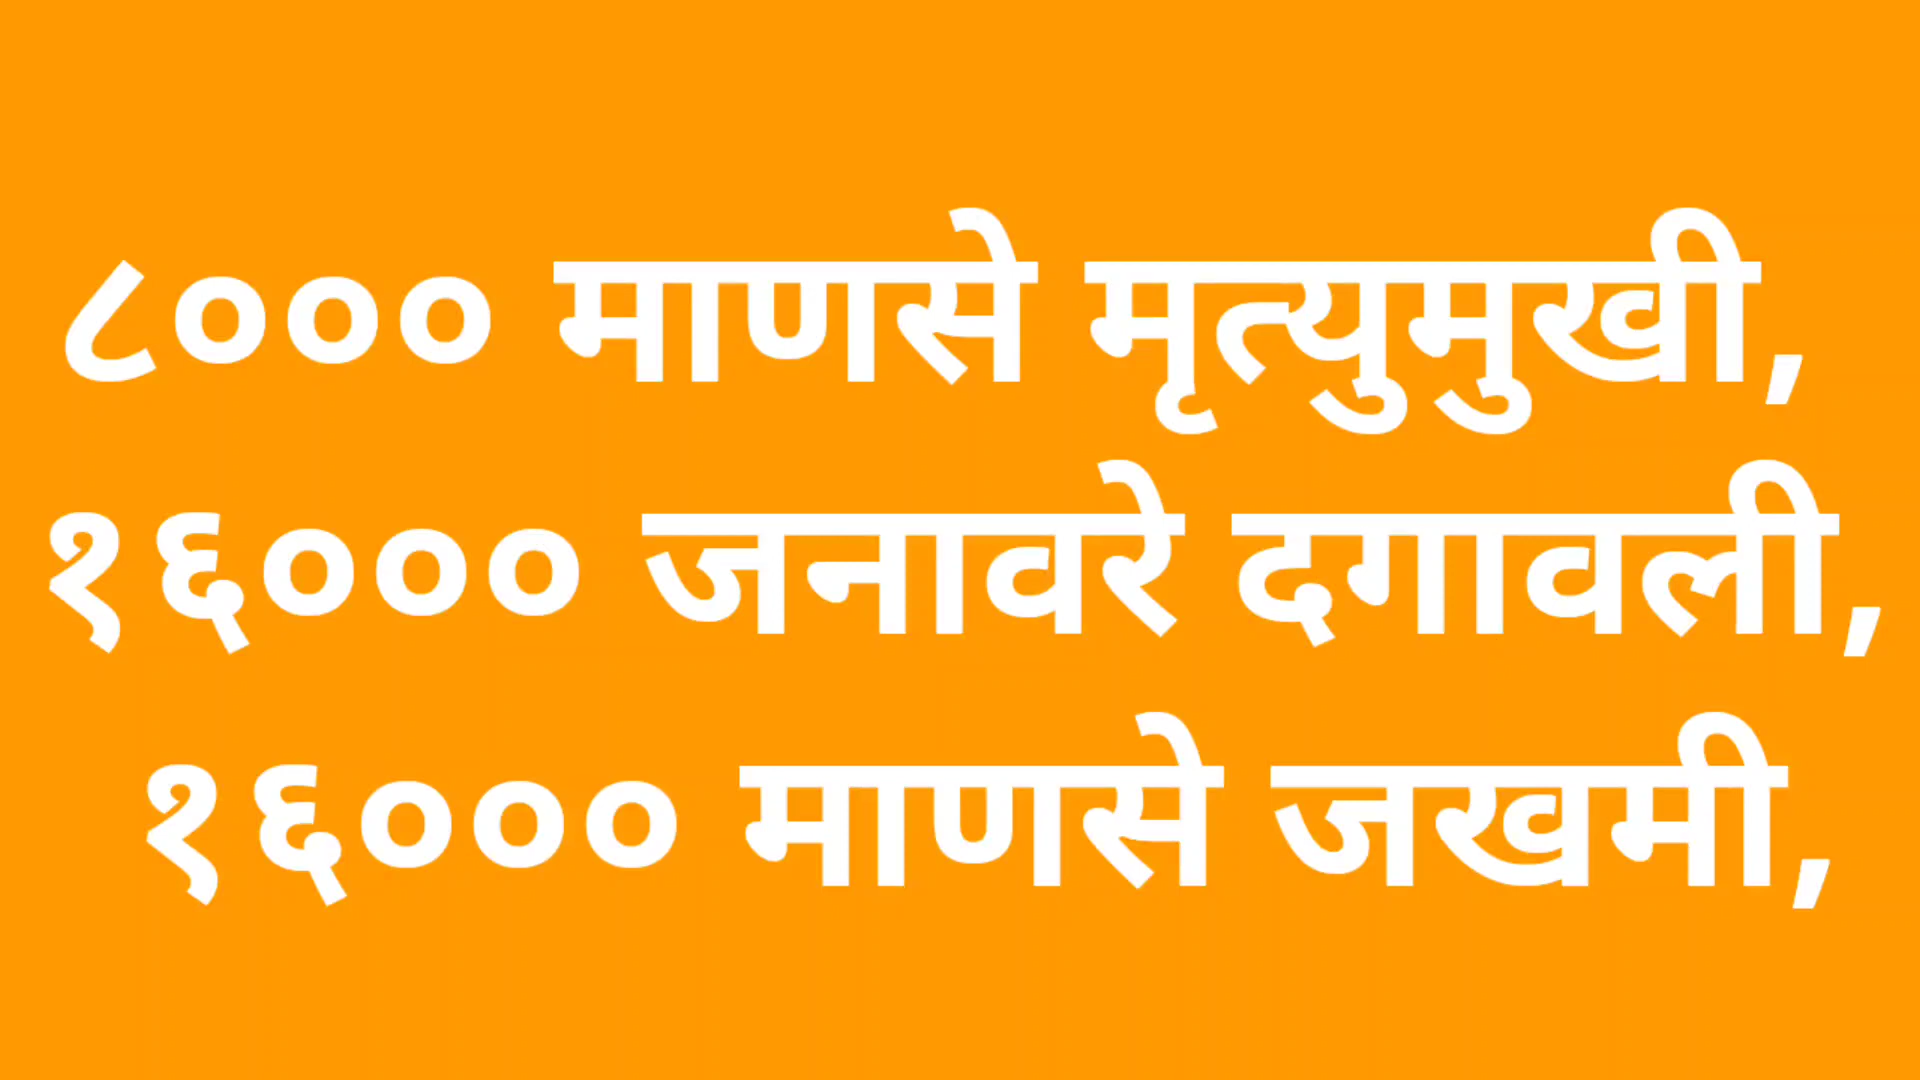 ८००० माणसे मृत्युमुखी,
१६००० जनावरे दगावली,
१६००० माणसे जखमी,